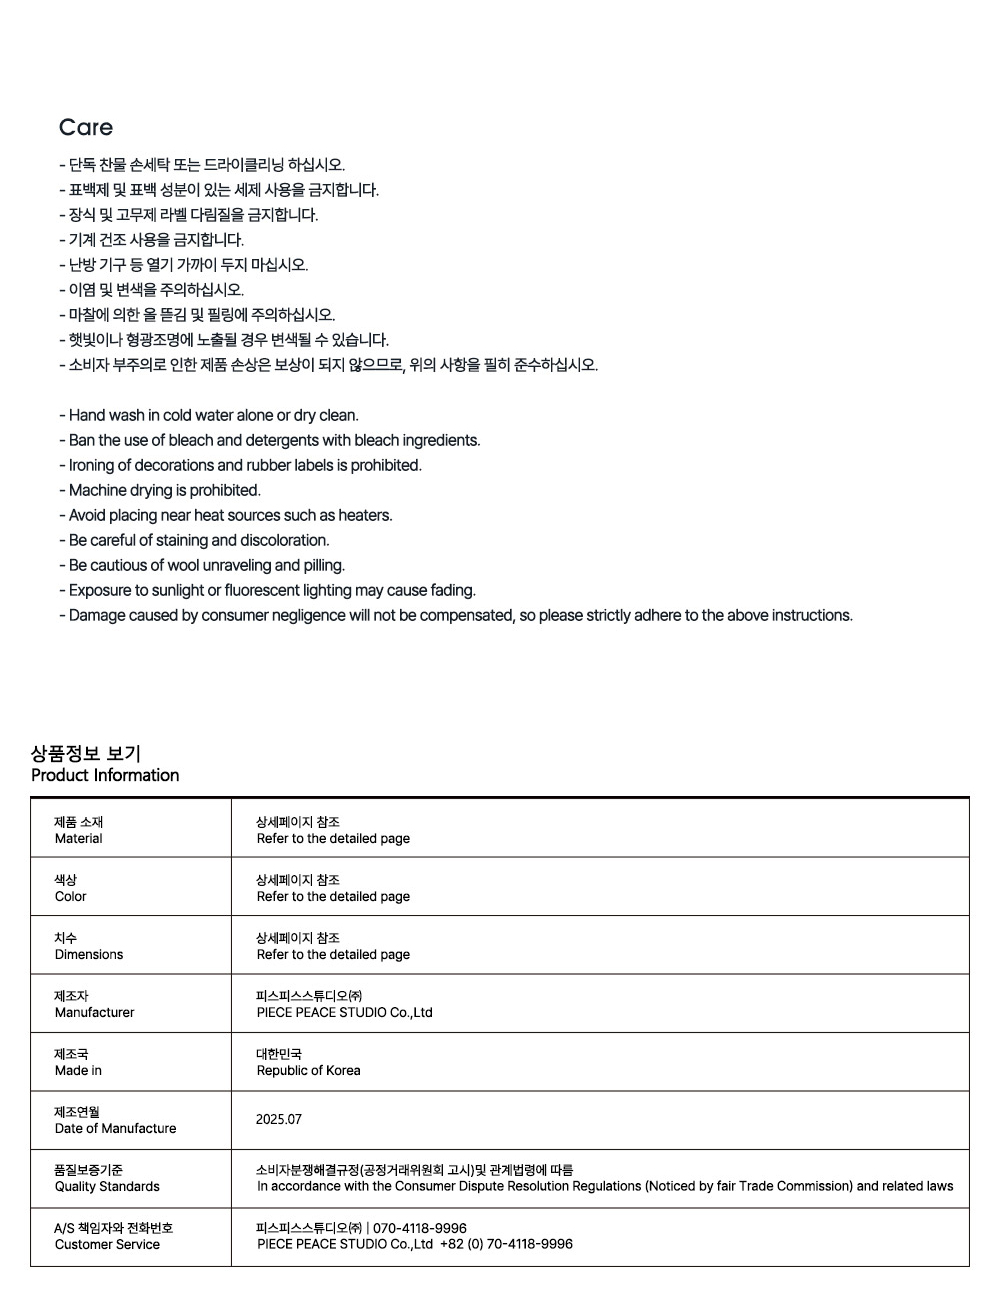 Care
- 단독 찬물 손세탁 또는 드라이클리닝 하십시오.
- 표백제 및 표백 성분이 있는 세제 사용을 금지합니다.
- 장식 및 고무제 라벨 다림질을 금지합니다.
- 기계 건조 사용을 금지합니다.
- 난방 기구 등 열기 가까이 두지 마십시오.
- 이염 및 변색을 주의하십시오.
- 마찰에 의한 올 뜯김 및 필링에 주의하십시오.
- 햇빛이나 형광조명에 노출될 경우 변색될 수 있습니다.
- 소비자 부주의로 인한 제품 손상은 보상이 되지 않으므로, 위의 사항을 필히 준수하십시오.
- Hand wash in cold water alone or dry clean.
- Ban the use of bleach and detergents with bleach ingredients.
- Ironing of decorations and rubber labels is prohibited.
- Machine drying is prohibited.
- Avoid placing near heat sources such as heaters.
- Be careful of staining and discoloration.
- Be cautious of wool unraveling and pilling.
- Exposure to sunlight or fluorescent lighting may cause fading.
- Damage caused by consumer negligence will not be compensated, so please strictly adhere to the above instructions.
상품정보 보기
Product Information
제품 소재
Material
상세페이지 참조
Refer to the detailed page
색상
Color
상세페이지 참조
Refer to the detailed page
치수
Dimensions
상세페이지 참조
Refer to the detailed page
제조자
Manufacturer
피스피스스튜디오㈜
PIECE PEACE STUDIO Co.,Ltd
제조국
Made in
대한민국
Republic of Korea
제조연월
Date of Manufacture
2025.07
품질보증기준
Quality Standards
소비자분쟁해결규정(공정거래위원회 고시)및 관계법령에 따름
In accordance with the Consumer Dispute Resolution Regulations (Noticed by fair Trade Commission) and related laws
A/S 책임자와 전화번호
Customer Service
피스피스스튜디오㈜ | 070-4118-9996
PIECE PEACE STUDIO Co.,Ltd +82 (0) 70-4118-9996